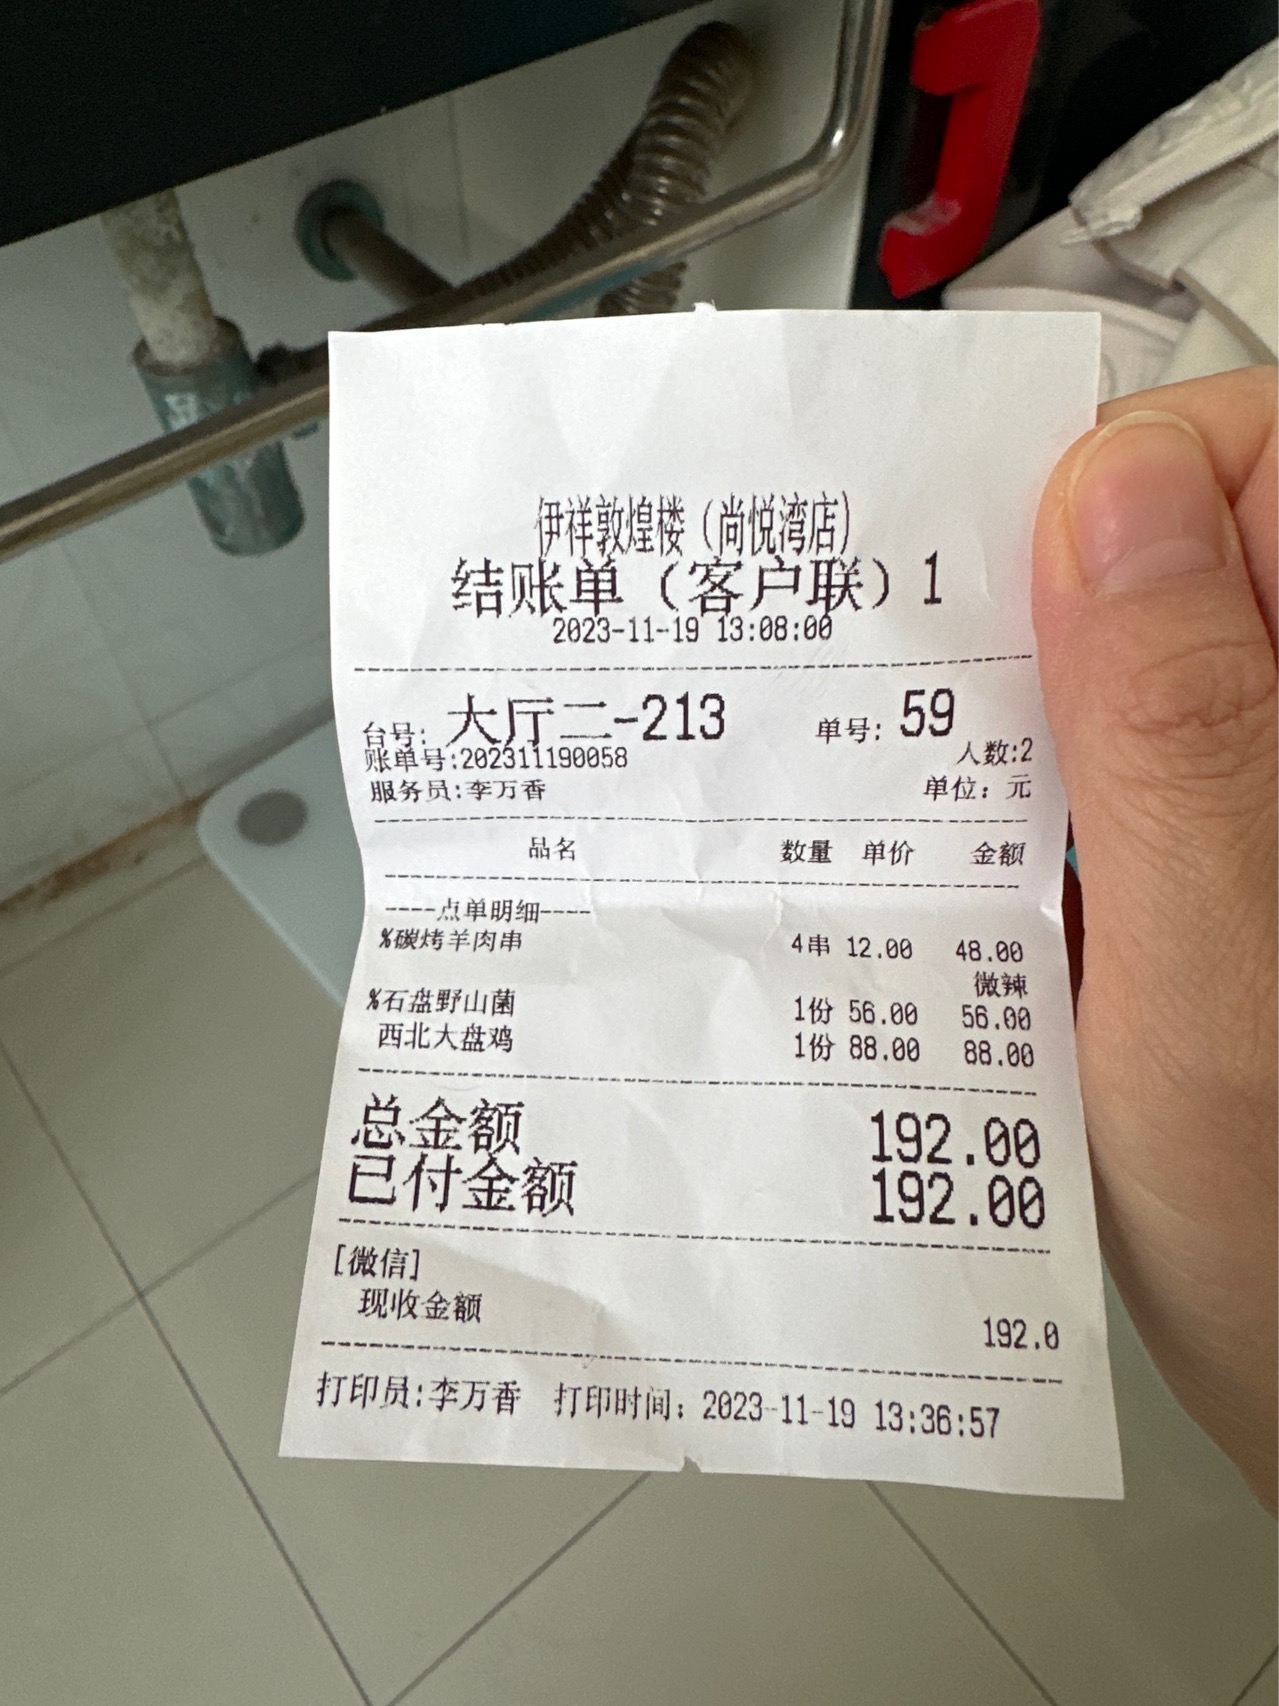 伊祥敦煌楼（尚悦湾店）
结账单（客户联）1
2023-11-19 13:08:00
台号: 大厅二-213 单号: 59
账单号:202311190058 人数:2
服务员:李万香 单位: 元
品名 数量 单价 金额
----点单明细----
%碳烤羊肉串 4串 12.00 48.00
微辣
%石盘野山菌 1份 56.00 56.00
西北大盘鸡 1份 88.00 88.00
总金额 192.00
已付金额 192.00
[微信]
现收金额 192.0
打印员:李万香 打印时间: 2023-11-19 13:36:57